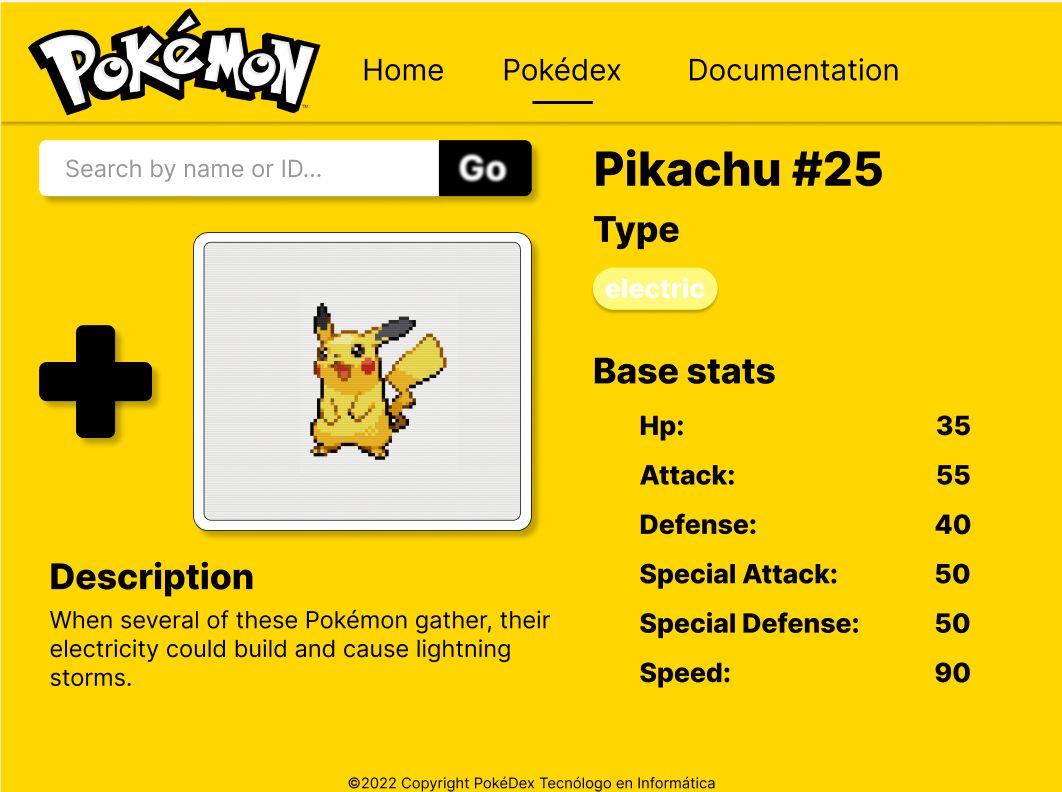 Pokémon
Home Pokédex Documentation
Search by name or ID... Go
Pikachu #25
Type
electric
Base stats
Hp: 35
Attack: 55
Defense: 40
Special Attack: 50
Special Defense: 50
Speed: 90
Description
When several of these Pokémon gather, their
electricity could build and cause lightning
storms.
©2022 Copyright PokéDex Tecnólogo en Informática